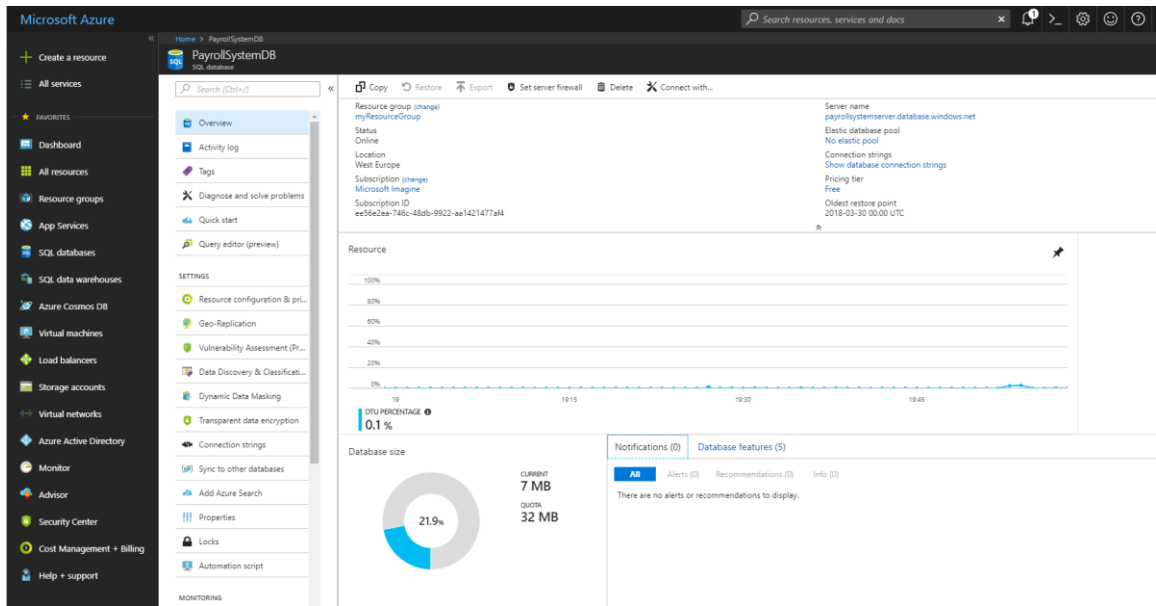 Microsoft Azure
Search resources, services and docs
1
Create a resource
All services
FAVORITES
Dashboard
All resources
Resource groups
App Services
SQL databases
SQL data warehouses
Azure Cosmos DB
Virtual machines
Load balancers
Storage accounts
Virtual networks
Azure Active Directory
Monitor
Advisor
Security Center
Cost Management + Billing
Help + support
Home > PayrollSystemDB
PayrollSystemDB
SQL database
Search (Ctrl+/)
Overview
Activity log
Tags
Diagnose and solve problems
Quick start
Query editor (preview)
SETTINGS
Resource configuration & pri...
Geo-Replication
Vulnerability Assessment (Pr...
Data Discovery & Classificati...
Dynamic Data Masking
Transparent data encryption
Connection strings
Sync to other databases
Add Azure Search
Properties
Locks
Automation script
MONITORING
Copy Restore Export Set server firewall Delete Connect with...
Resource group (change)
myResourceGroup
Status
Online
Location
West Europe
Subscription (change)
Microsoft Imagine
Subscription ID
ee56e2ea-746c-48db-9922-aa1421477af4
Server name
payrollsystemserver.database.windows.net
Elastic database pool
No elastic pool
Connection strings
Show database connection strings
Pricing tier
Free
Oldest restore point
2018-03-30 00:00 UTC
Resource
100%
80%
60%
40%
20%
0%
19 19:15 19:30 19:45
DTU PERCENTAGE
0.1 %
Database size
21.9%
CURRENT
7 MB
QUOTA
32 MB
Notifications (0) Database features (5)
All Alerts (0) Recommendations (0) Info (0)
There are no alerts or recommendations to display.